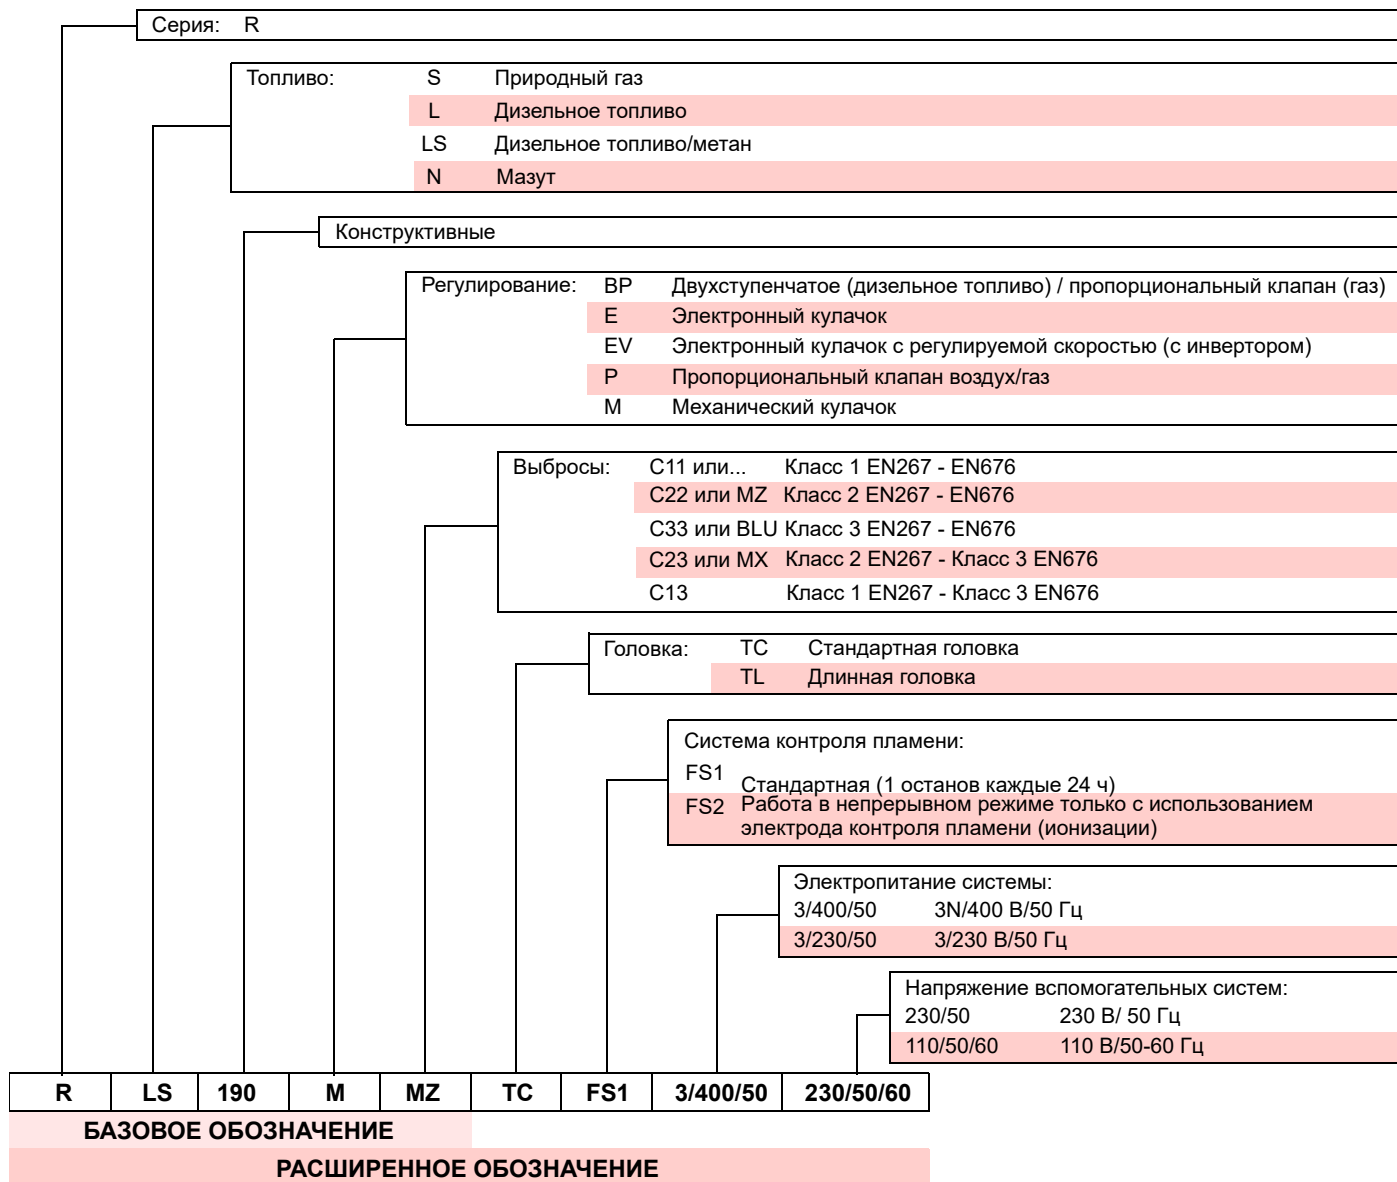 Серия: R
Топливо: S Природный газ
L Дизельное топливо
LS Дизельное топливо/метан
N Мазут
Конструктивные
Регулирование: BP Двухступенчатое (дизельное топливо) / пропорциональный клапан (газ)
E Электронный кулачок
EV Электронный кулачок с регулируемой скоростью (с инвертором)
P Пропорциональный клапан воздух/газ
M Механический кулачок
Выбросы: C11 или... Класс 1 EN267 - EN676
C22 или MZ Класс 2 EN267 - EN676
C33 или BLU Класс 3 EN267 - EN676
C23 или MX Класс 2 EN267 - Класс 3 EN676
C13 Класс 1 EN267 - Класс 3 EN676
Головка: TC Стандартная головка
TL Длинная головка
Система контроля пламени:
FS1 Стандартная (1 останов каждые 24 ч)
FS2 Работа в непрерывном режиме только с использованием
электрода контроля пламени (ионизации)
Электропитание системы:
3/400/50 3N/400 В/50 Гц
3/230/50 3/230 В/50 Гц
Напряжение вспомогательных систем:
230/50 230 В/ 50 Гц
110/50/60 110 В/50-60 Гц
R LS 190 M MZ TC FS1 3/400/50 230/50/60
БАЗОВОЕ ОБОЗНАЧЕНИЕ
РАСШИРЕННОЕ ОБОЗНАЧЕНИЕ